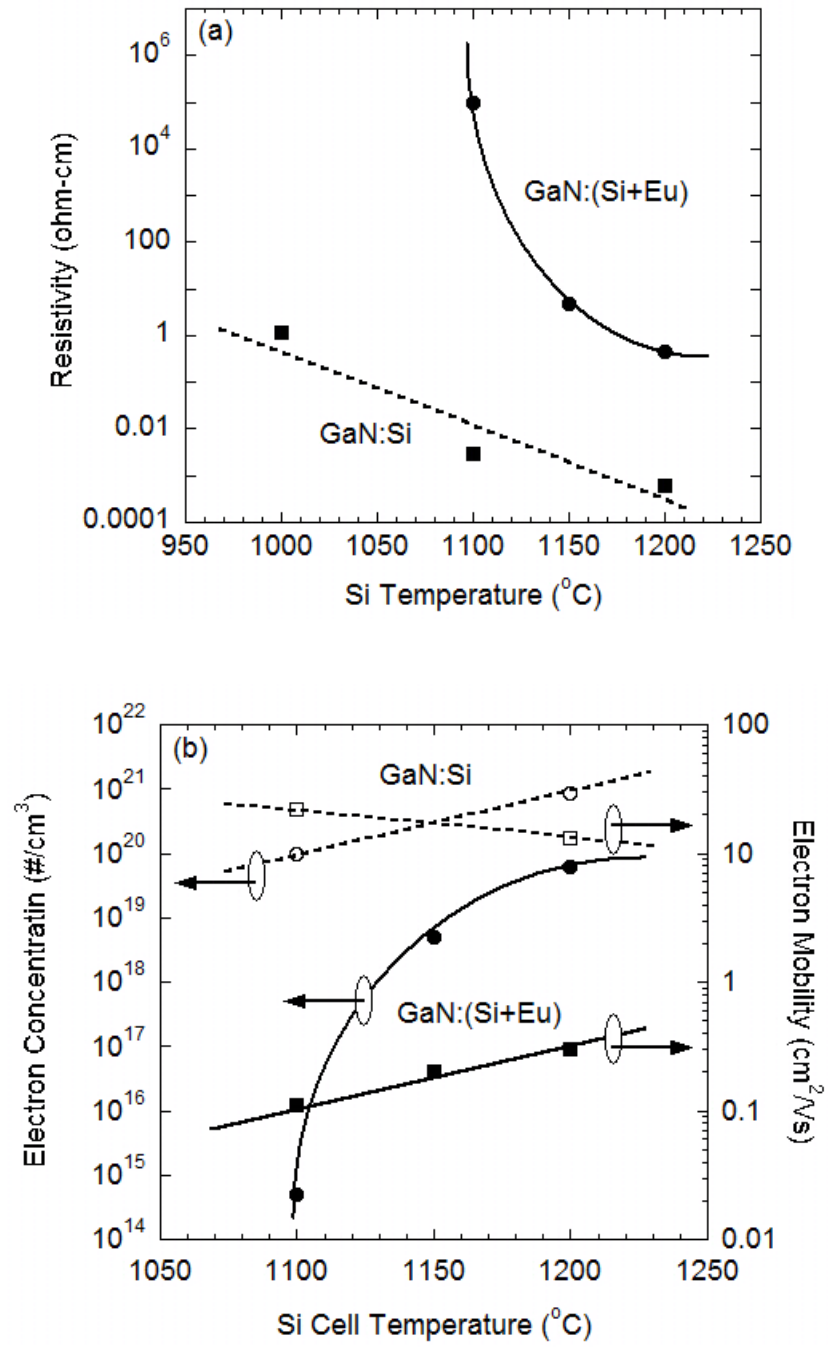 (a)
10^6
10^4
100
1
0.01
0.0001
Resistivity (ohm-cm)
GaN:(Si+Eu)
GaN:Si
950 1000 1050 1100 1150 1200 1250
Si Temperature (°C)
(b)
10^22
10^21
10^20
10^19
10^18
10^17
10^16
10^15
10^14
Electron Concentratin (#/cm^3)
GaN:Si
GaN:(Si+Eu)
100
10
1
0.1
0.01
Electron Mobility (cm^2/Vs)
1050 1100 1150 1200 1250
Si Cell Temperature (°C)